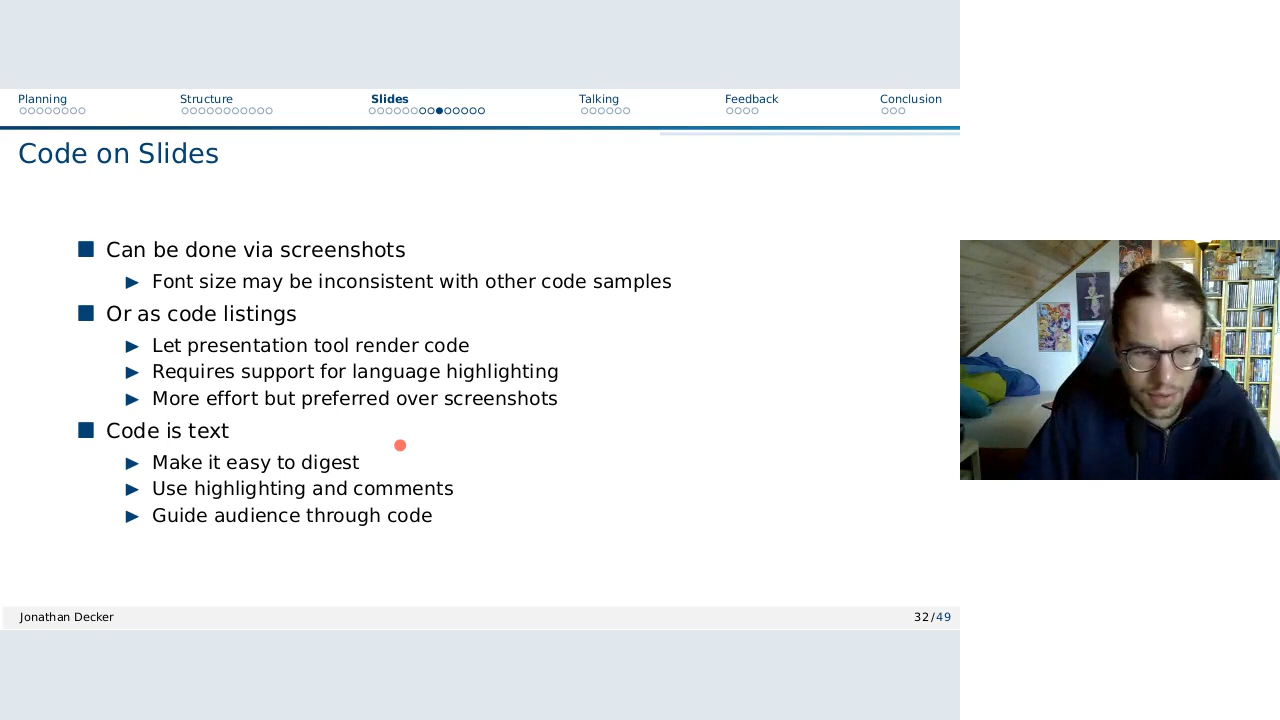 Planning
Structure
Slides
Talking
Feedback
Conclusion
Code on Slides
Can be done via screenshots
Font size may be inconsistent with other code samples
Or as code listings
Let presentation tool render code
Requires support for language highlighting
More effort but preferred over screenshots
Code is text
Make it easy to digest
Use highlighting and comments
Guide audience through code
Jonathan Decker
32/49